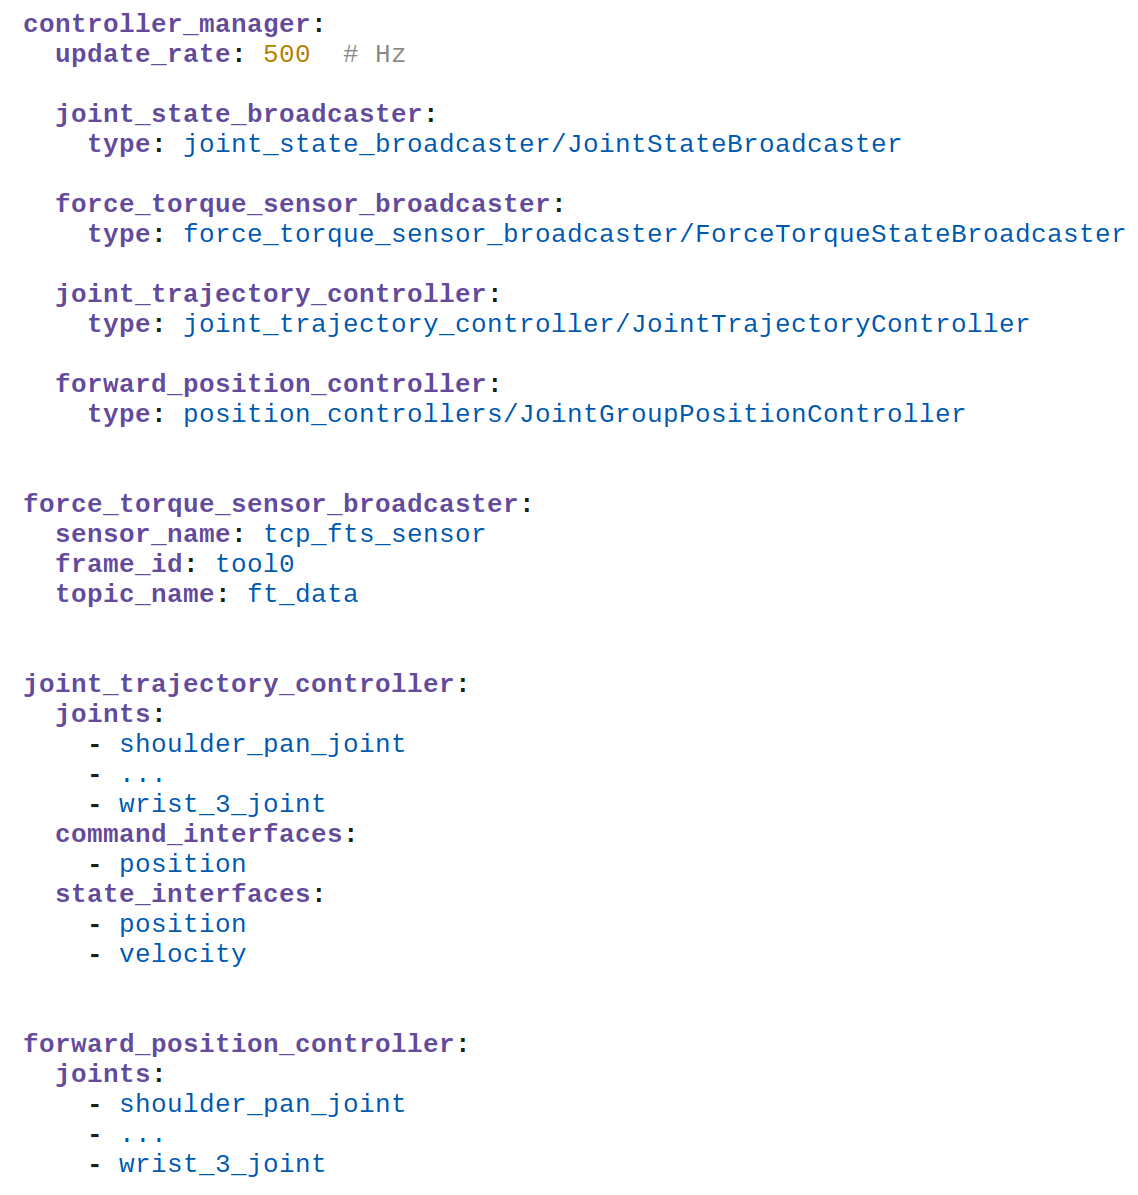 controller_manager:
  update_rate: 500  # Hz

  joint_state_broadcaster:
    type: joint_state_broadcaster/JointStateBroadcaster

  force_torque_sensor_broadcaster:
    type: force_torque_sensor_broadcaster/ForceTorqueStateBroadcaster

  joint_trajectory_controller:
    type: joint_trajectory_controller/JointTrajectoryController

  forward_position_controller:
    type: position_controllers/JointGroupPositionController


force_torque_sensor_broadcaster:
  sensor_name: tcp_fts_sensor
  frame_id: tool0
  topic_name: ft_data


joint_trajectory_controller:
  joints:
    - shoulder_pan_joint
    - ...
    - wrist_3_joint
  command_interfaces:
    - position
  state_interfaces:
    - position
    - velocity


forward_position_controller:
  joints:
    - shoulder_pan_joint
    - ...
    - wrist_3_joint